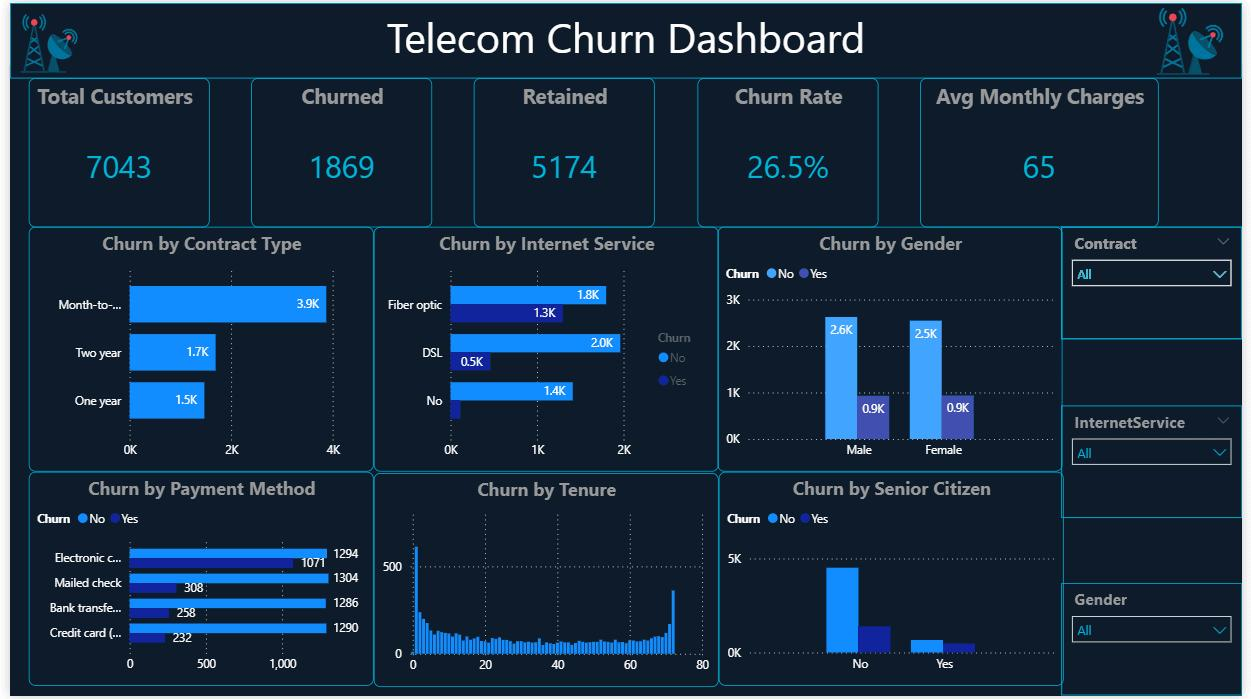 Telecom Churn Dashboard
Total Customers
7043
Churned
1869
Retained
5174
Churn Rate
26.5%
Avg Monthly Charges
65
Churn by Contract Type
Month-to-...
3.9K
Two year
1.7K
One year
1.5K
0K 2K 4K
Churn by Internet Service
Fiber optic
1.8K
1.3K
DSL
2.0K
0.5K
No
1.4K
0K 1K 2K
Churn
No
Yes
Churn by Gender
Churn No Yes
3K
2K
1K
0K
2.6K
0.9K
2.5K
0.9K
Male Female
Contract
All
InternetService
All
Gender
All
Churn by Payment Method
Churn No Yes
Electronic c...
1294
1071
Mailed check
1304
308
Bank transfe...
1286
258
Credit card (...
1290
232
0 500 1,000
Churn by Tenure
500
0
0 20 40 60 80
Churn by Senior Citizen
Churn No Yes
5K
0K
No Yes